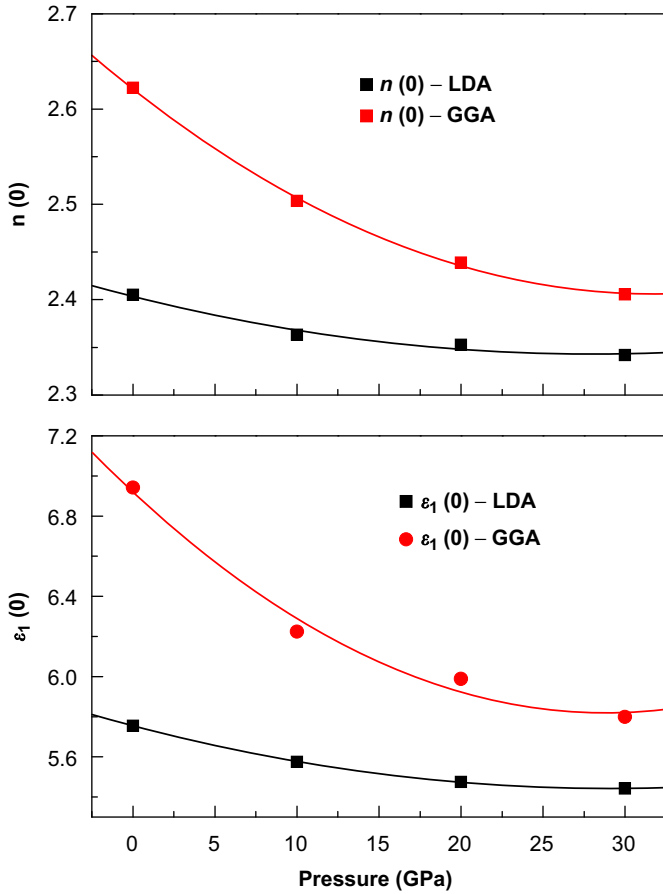 2.7
2.6
2.5
2.4
2.3
n (0)
n (0) – LDA
n (0) – GGA
7.2
6.8
6.4
6.0
5.6
ε₁ (0)
ε₁ (0) – LDA
ε₁ (0) – GGA
0 5 10 15 20 25 30
Pressure (GPa)